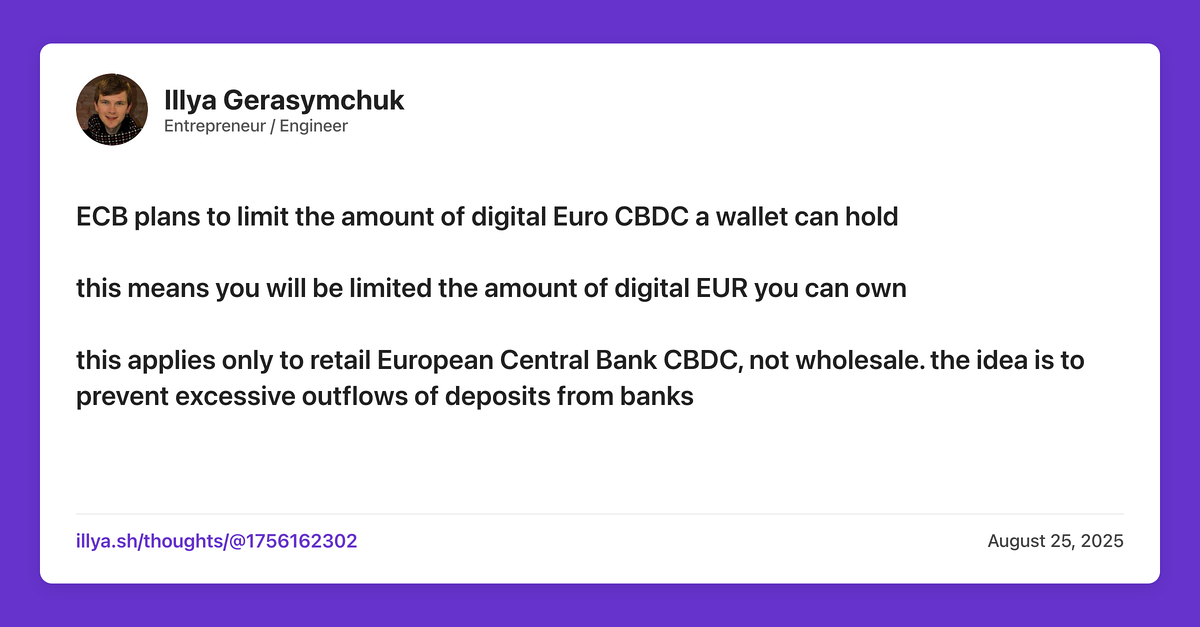 Illya Gerasymchuk
Entrepreneur / Engineer
ECB plans to limit the amount of digital Euro CBDC a wallet can hold
this means you will be limited the amount of digital EUR you can own
this applies only to retail European Central Bank CBDC, not wholesale. the idea is to
prevent excessive outflows of deposits from banks
illya.sh/thoughts/@1756162302
August 25, 2025